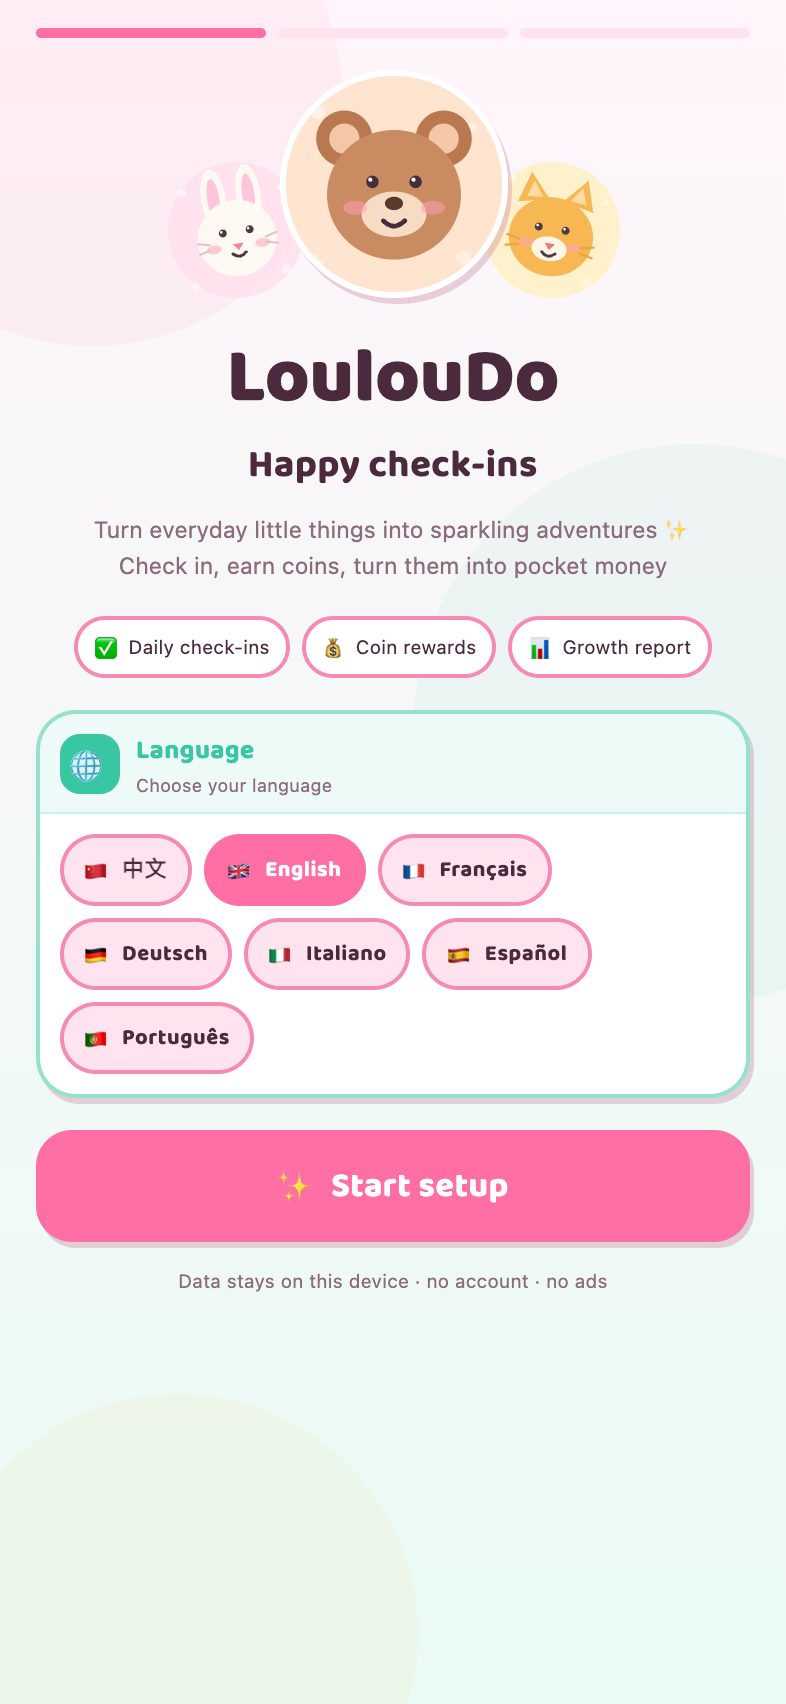 LoulouDo
Happy check-ins
Turn everyday little things into sparkling adventures ✨
Check in, earn coins, turn them into pocket money
✅ Daily check-ins
💰 Coin rewards
📊 Growth report
Language
Choose your language
中文
English
Français
Deutsch
Italiano
Español
Português
✨ Start setup
Data stays on this device · no account · no ads